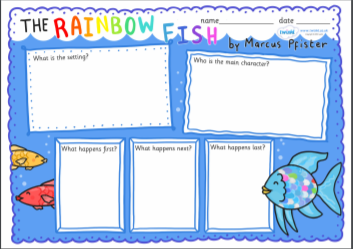 THE RAINBOW FISH
name date
twinkl
by Marcus Pfister
What is the setting?
Who is the main character?
What happens first?
What happens next?
What happens last?